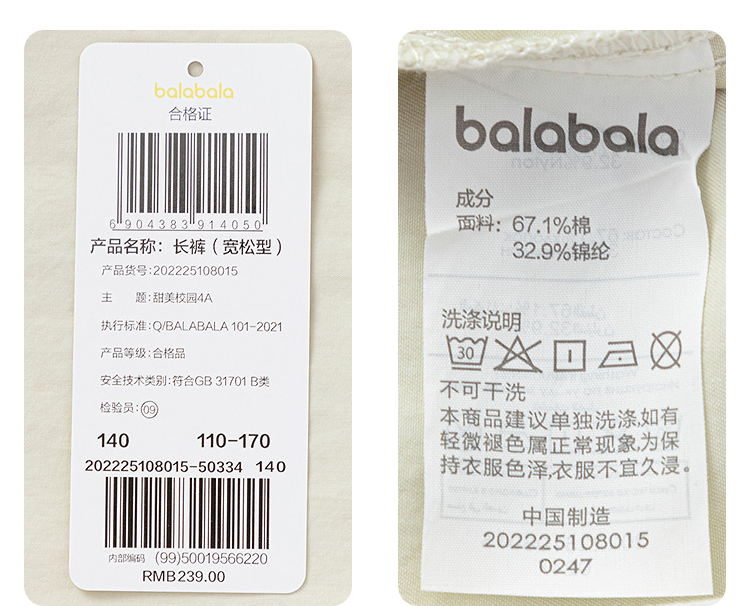 balabala
合格证
6 904383 914050
产品名称: 长裤（宽松型）
产品货号:202225108015
主 题:甜美校园4A
执行标准:Q/BALABALA 101-2021
产品等级:合格品
安全技术类别:符合GB 31701 B类
检验员:09
140 110-170
202225108015-50334 140
内部编码 (99)50019566220
RMB239.00
balabala
32.9%Nylon
成分
面料: 67.1%棉
32.9%锦纶
洗涤说明
30
不可干洗
本商品建议单独洗涤,如有
轻微褪色属正常现象,为保
持衣服色泽,衣服不宜久浸。
中国制造
202225108015
0247